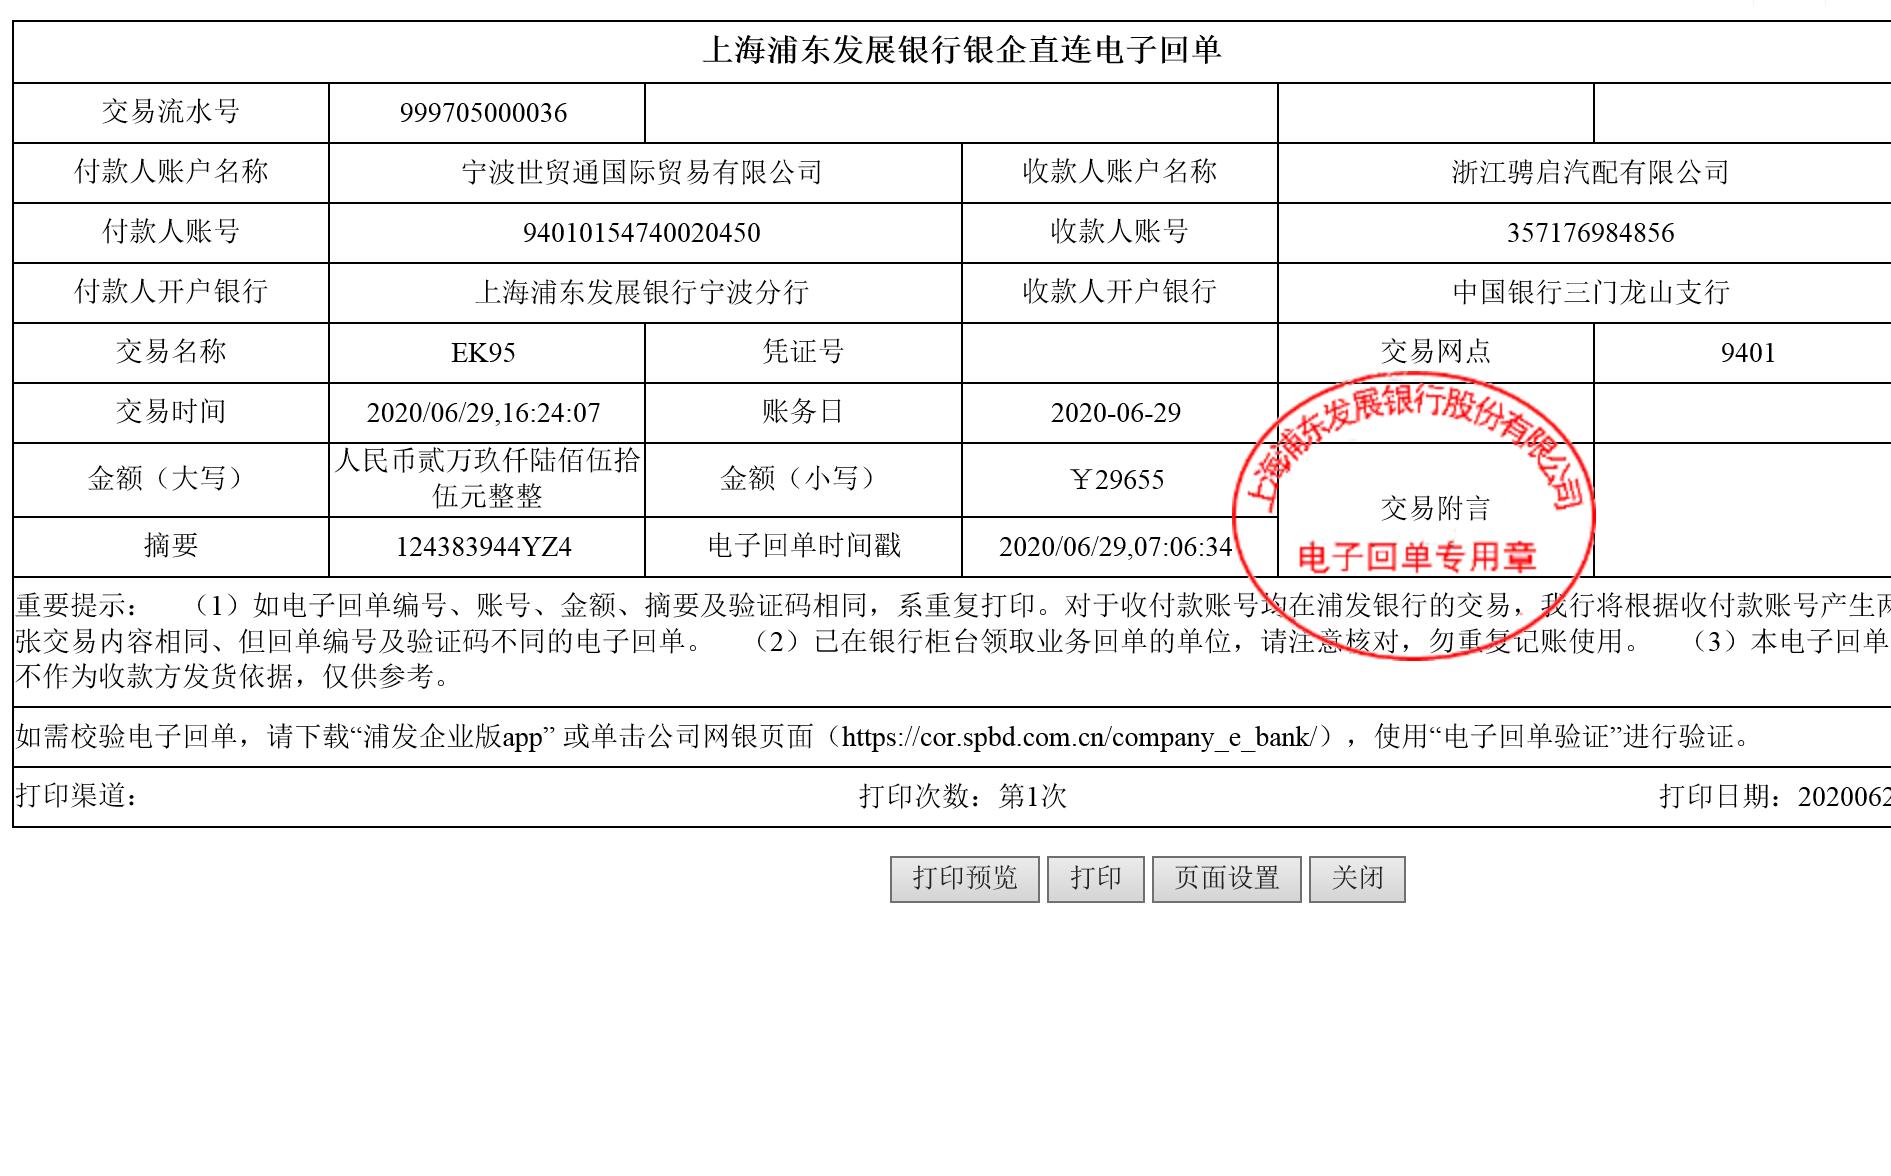 上海浦东发展银行银企直连电子回单
交易流水号 999705000036
付款人账户名称 宁波世贸通国际贸易有限公司 收款人账户名称 浙江骋启汽配有限公司
付款人账号 94010154740020450 收款人账号 357176984856
付款人开户银行 上海浦东发展银行宁波分行 收款人开户银行 中国银行三门龙山支行
交易名称 EK95 凭证号 交易网点 9401
交易时间 2020/06/29,16:24:07 账务日 2020-06-29
上海浦东发展银行股份有限公司
金额（大写） 人民币贰万玖仟陆佰伍拾
伍元整整 金额（小写） ￥29655
交易附言
摘要 124383944YZ4 电子回单时间戳 2020/06/29,07:06:34
电子回单专用章
重要提示： （1）如电子回单编号、账号、金额、摘要及验证码相同，系重复打印。对于收付款账号均在浦发银行的交易，我行将根据收付款账号产生两
张交易内容相同、但回单编号及验证码不同的电子回单。 （2）已在银行柜台领取业务回单的单位，请注意核对，勿重复记账使用。 （3）本电子回单
不作为收款方发货依据，仅供参考。
如需校验电子回单，请下载“浦发企业版app” 或单击公司网银页面（https://cor.spbd.com.cn/company_e_bank/），使用“电子回单验证”进行验证。
打印渠道： 打印次数：第1次 打印日期：2020062
打印预览 打印 页面设置 关闭